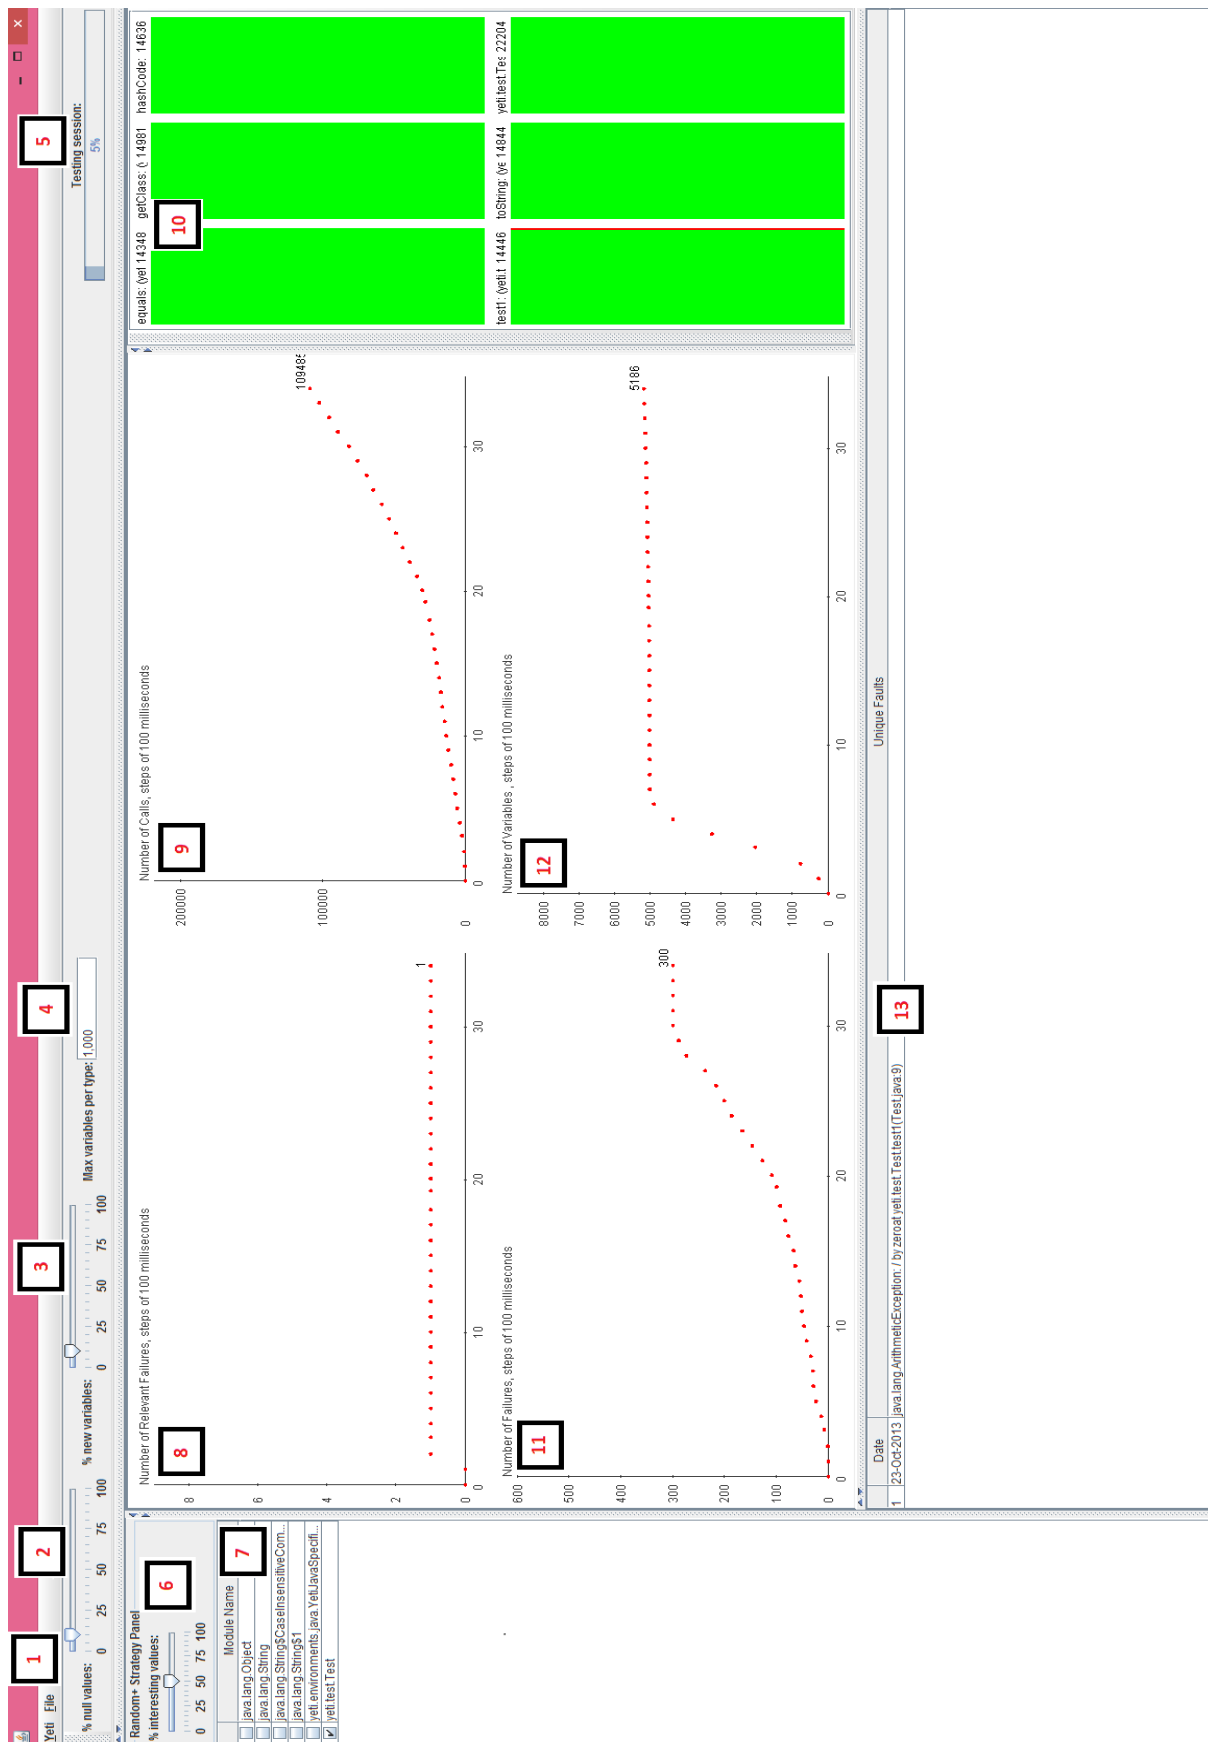 Yeti File
1
2
3
4
5
% null values:
0 25 50 75 100
% new variables:
0 25 50 75 100
Max variables per type: 1,000
Testing session:
5%
Random+ Strategy Panel
% interesting values:
0 25 50 75 100
6
Module Name
7
java.lang.Object
java.lang.String
java.lang.String$CaseInsensitiveCom...
java.lang.String$1
yeti.environments.java.YetiJavaSpecifi...
yeti.test.Test
Number of Relevant Failures, steps of 100 milliseconds
8
8
6
4
2
0
1
0 10 20 30
Number of Calls, steps of 100 milliseconds
9
200000
100000
0
109485
0 10 20 30
equals: (yet 14348
getClass: ( 14981
hashCode: 14636
10
test1: (yeti.t 14446
toString: (ye 14844
yeti.test.Tes 22204
Number of Failures, steps of 100 milliseconds
11
600
500
400
300
200
100
0
300
0 10 20 30
Number of Variables , steps of 100 milliseconds
12
8000
7000
6000
5000
4000
3000
2000
1000
0
5186
0 10 20 30
Date
Unique Faults
13
1 23-Oct-2013 java.lang.ArithmeticException: / by zero at yeti.test.Test.test1(Test.java:9)